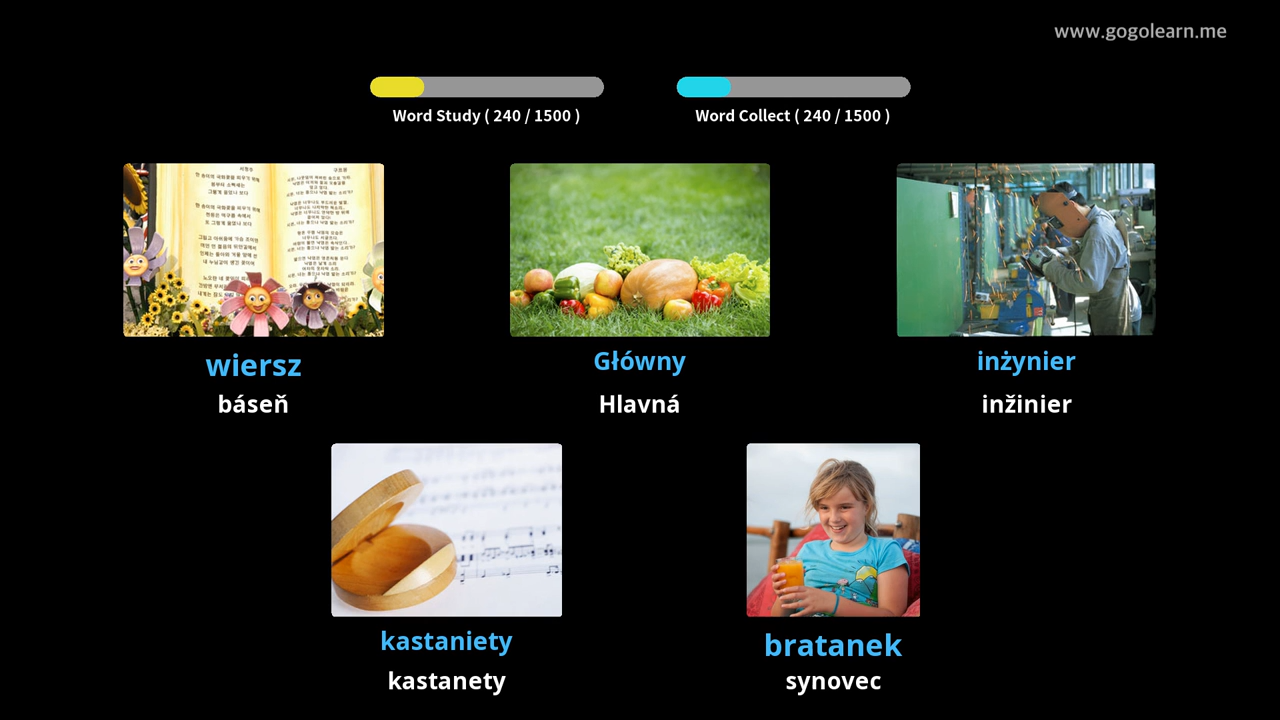 www.gogolearn.me
Word Study ( 240 / 1500 )
Word Collect ( 240 / 1500 )
wiersz
báseň
Główny
Hlavná
inżynier
inžinier
kastaniety
kastanety
bratanek
synovec